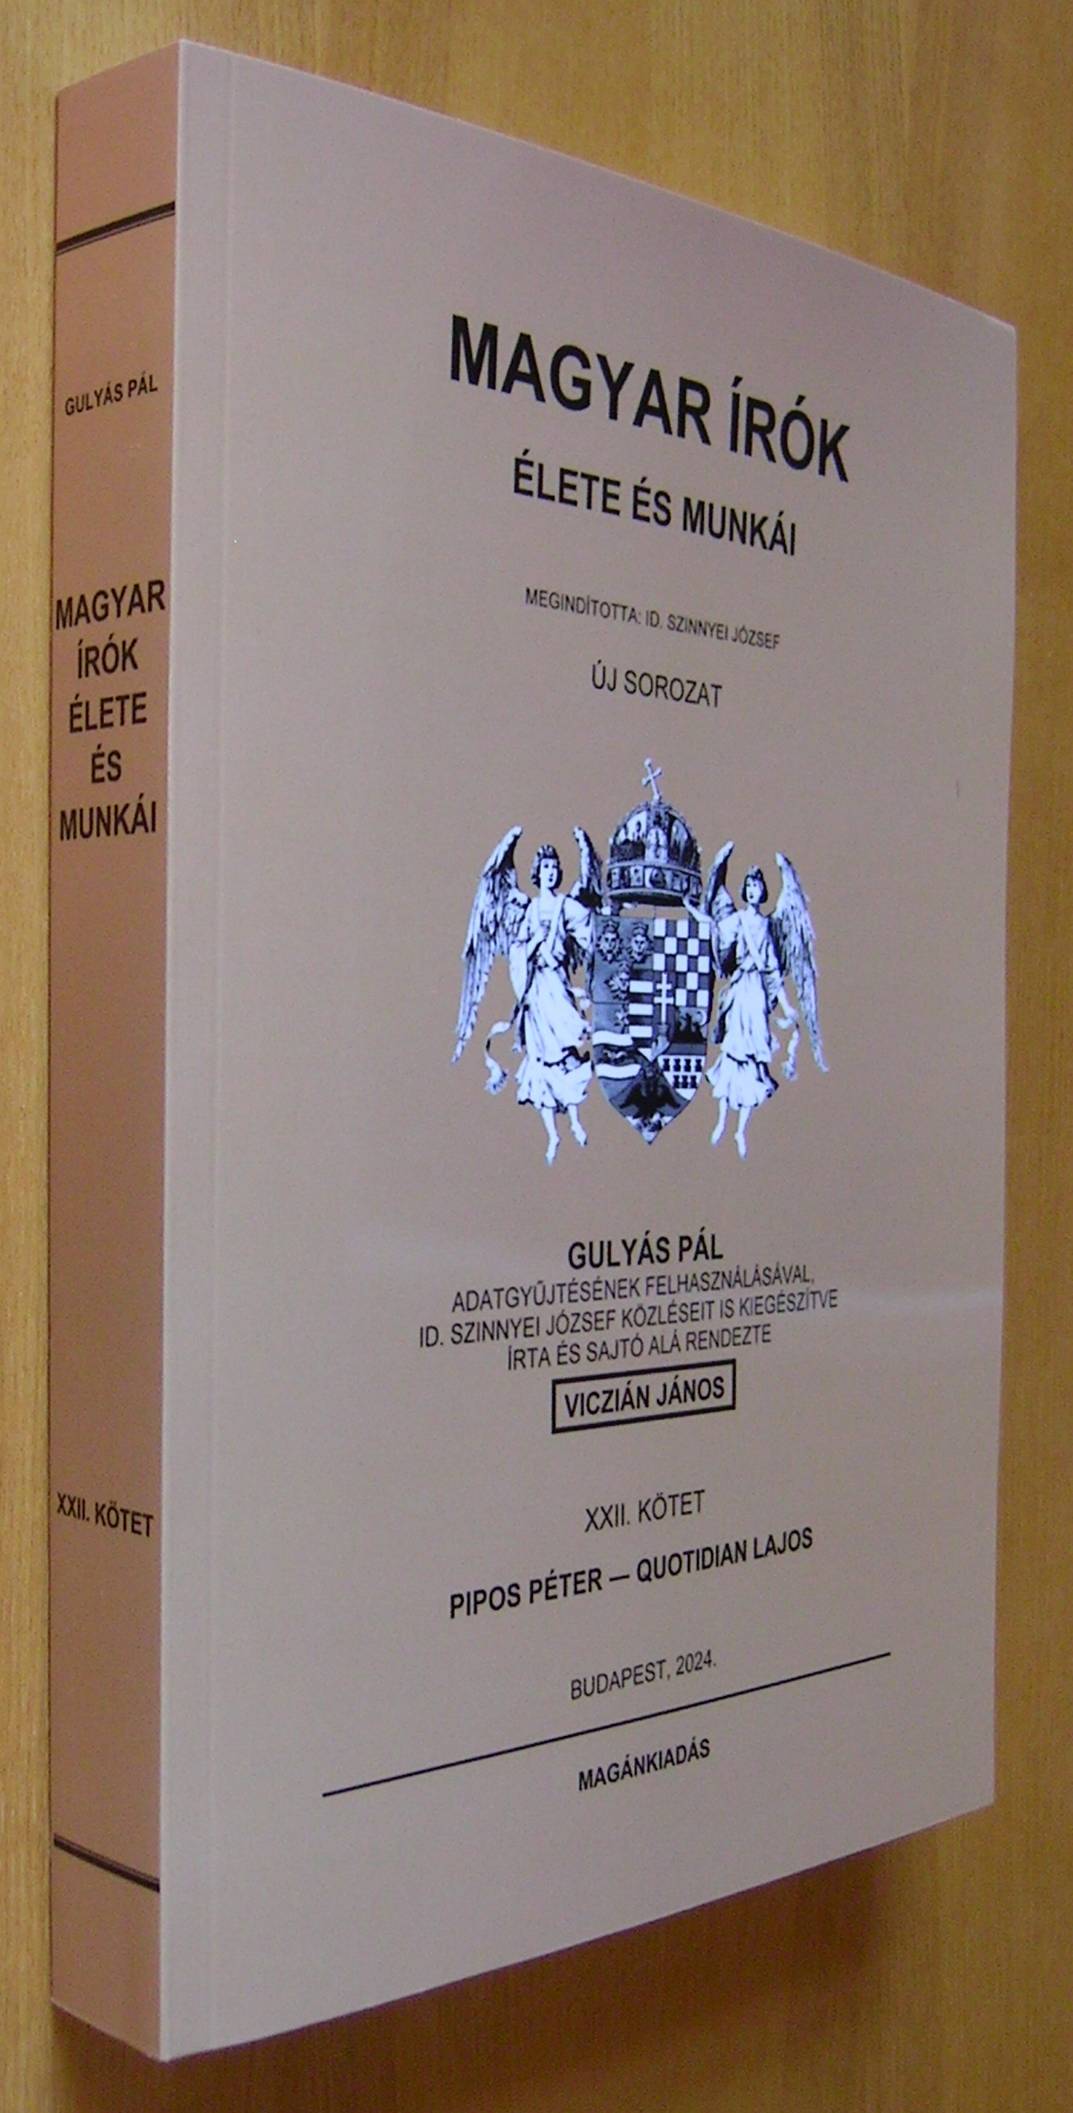 GULYÁS PÁL
MAGYAR
ÍRÓK
ÉLETE
ÉS
MUNKÁI
XXII. KÖTET
MAGYAR ÍRÓK
ÉLETE ÉS MUNKÁI
MEGINDÍTOTTA: ID. SZINNYEI JÓZSEF
ÚJ SOROZAT
GULYÁS PÁL
ADATGYŰJTÉSÉNEK FELHASZNÁLÁSÁVAL,
ID. SZINNYEI JÓZSEF KÖZLÉSEIT IS KIEGÉSZÍTVE
ÍRTA ÉS SAJTÓ ALÁ RENDEZTE
VICZIÁN JÁNOS
XXII. KÖTET
PIPOS PÉTER — QUOTIDIAN LAJOS
BUDAPEST, 2024.
MAGÁNKIADÁS